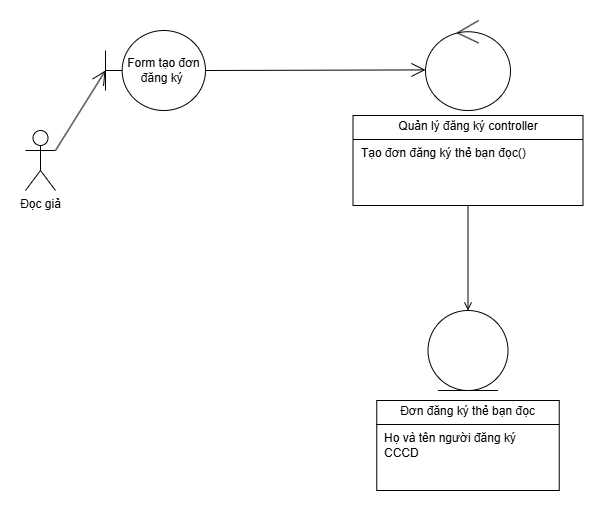 Form tạo đơn
đăng ký
Quản lý đăng ký controller
Tạo đơn đăng ký thẻ bạn đọc()
Đọc giả
Đơn đăng ký thẻ bạn đọc
Họ và tên người đăng ký
CCCD